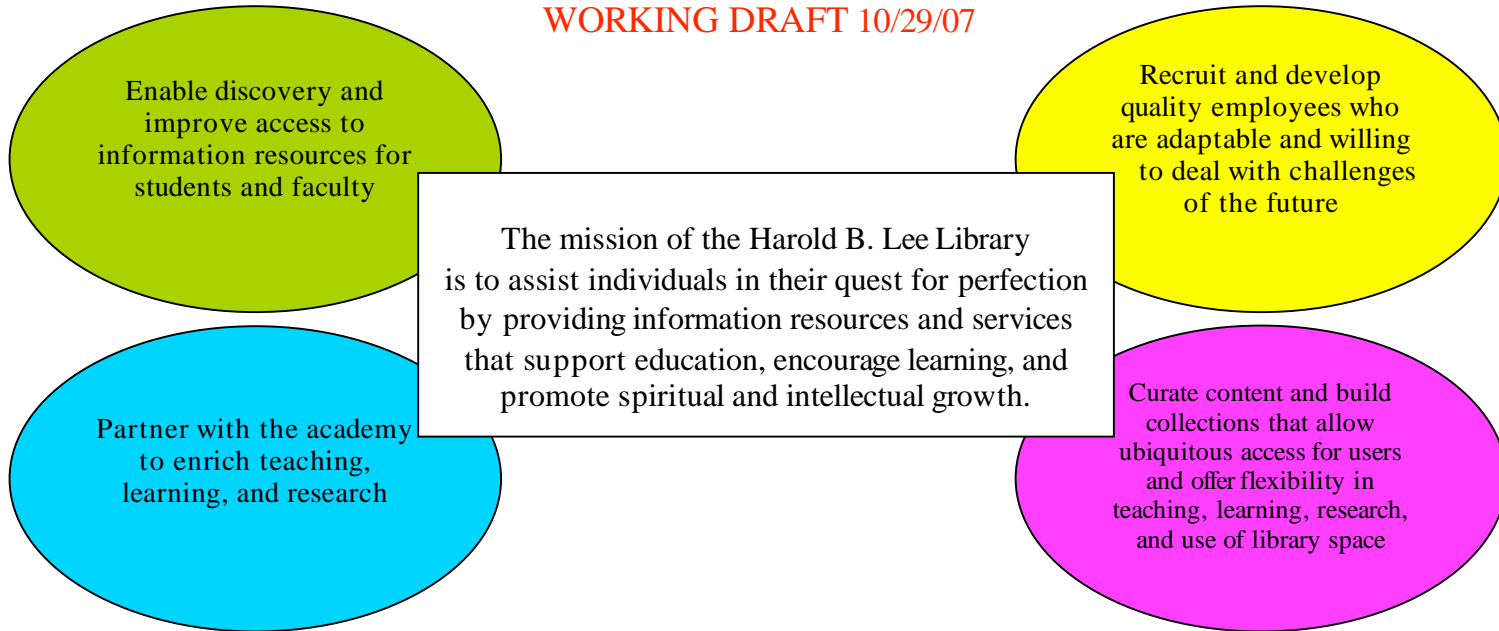 WORKING DRAFT 10/29/07
Enable discovery and
improve access to
information resources for
students and faculty
Recruit and develop
quality employees who
are adaptable and willing
to deal with challenges
of the future
The mission of the Harold B. Lee Library
is to assist individuals in their quest for perfection
by providing information resources and services
that support education, encourage learning, and
promote spiritual and intellectual growth.
Partner with the academy
to enrich teaching,
learning, and research
Curate content and build
collections that allow
ubiquitous access for users
and offer flexibility in
teaching, learning, research,
and use of library space